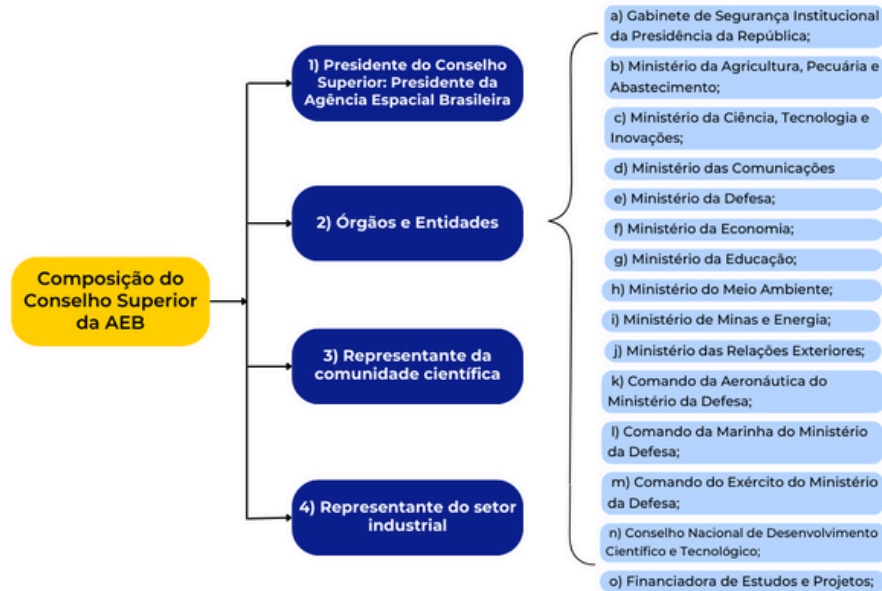 Composição do
Conselho Superior
da AEB
1) Presidente do Conselho
Superior: Presidente da
Agência Espacial Brasileira
2) Órgãos e Entidades
3) Representante da
comunidade científica
4) Representante do setor
industrial
a) Gabinete de Segurança Institucional
da Presidência da República;
b) Ministério da Agricultura, Pecuária e
Abastecimento;
c) Ministério da Ciência, Tecnologia e
Inovações;
d) Ministério das Comunicações
e) Ministério da Defesa;
f) Ministério da Economia;
g) Ministério da Educação;
h) Ministério do Meio Ambiente;
i) Ministério de Minas e Energia;
j) Ministério das Relações Exteriores;
k) Comando da Aeronáutica do
Ministério da Defesa;
l) Comando da Marinha do Ministério
da Defesa;
m) Comando do Exército do Ministério
da Defesa;
n) Conselho Nacional de Desenvolvimento
Científico e Tecnológico;
o) Financiadora de Estudos e Projetos;